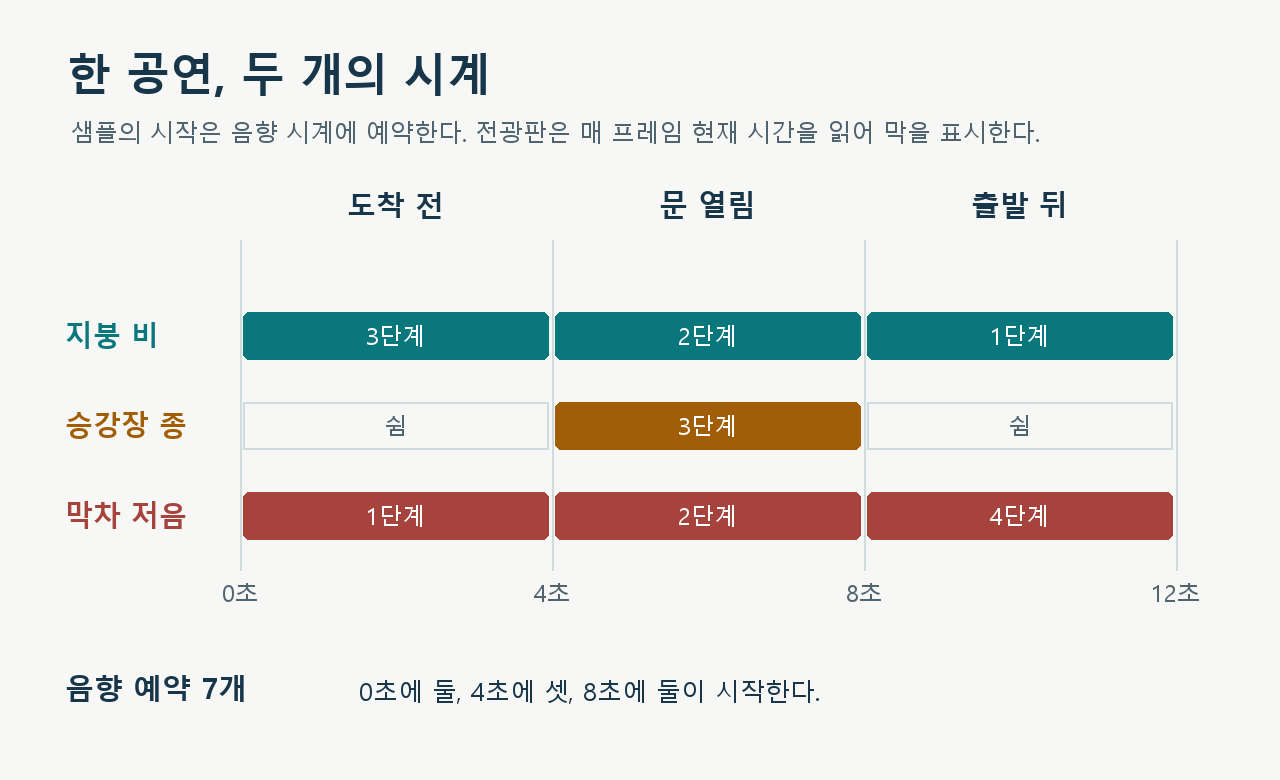 한 공연, 두 개의 시계
샘플의 시작은 음향 시계에 예약한다. 전광판은 매 프레임 현재 시간을 읽어 막을 표시한다.
도착 전 문 열림 출발 뒤
지붕 비 3단계 2단계 1단계
승강장 종 쉼 3단계 쉼
막차 저음 1단계 2단계 4단계
0초 4초 8초 12초
음향 예약 7개 0초에 둘, 4초에 셋, 8초에 둘이 시작한다.